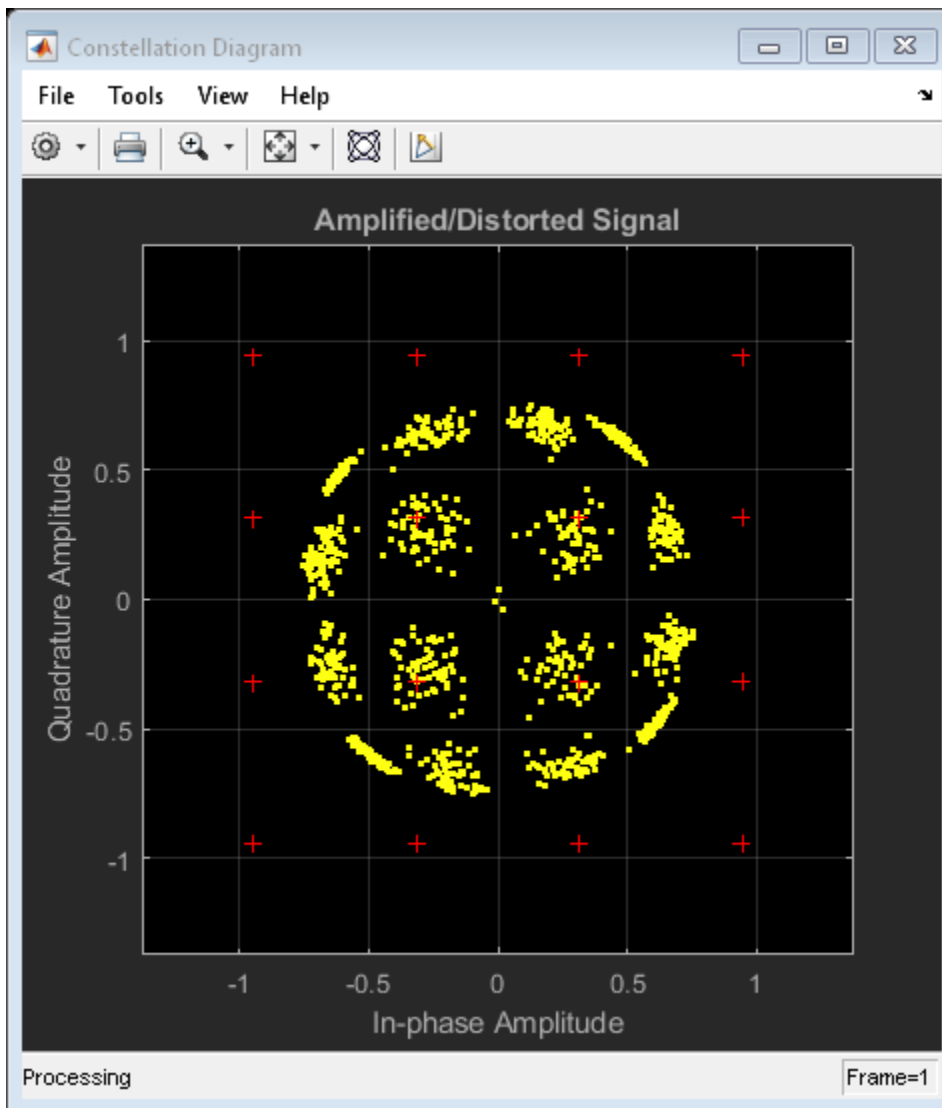 Constellation Diagram
File Tools View Help
Amplified/Distorted Signal
1
0.5
0
-0.5
-1
Quadrature Amplitude
-1 -0.5 0 0.5 1
In-phase Amplitude
Processing Frame=1